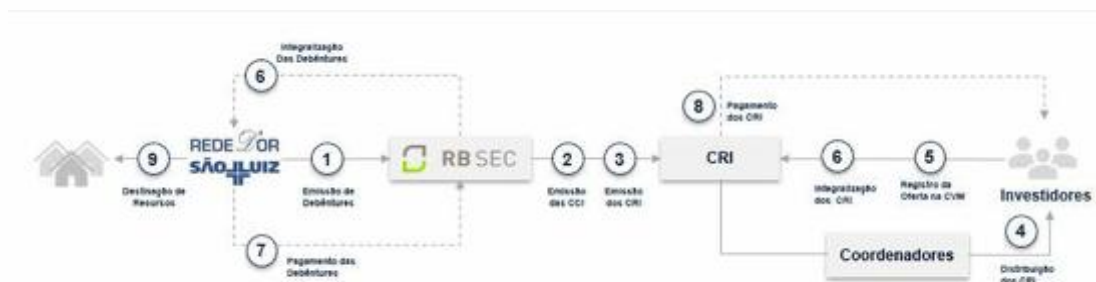 Integralização
Das Debêntures
6
8
Pagamento
dos CRI
REDE D'OR
SÃO LUIZ
9
Destinação de
Recursos
1
Emissão de
Debêntures
RB SEC
2
Emissão
das CCI
3
Emissão
dos CRI
CRI
6
Integralização
dos CRI
5
Registro da
Oferta na CVM
Investidores
7
Pagamento das
Debêntures
Coordenadores
4
Distribuição
dos CRI